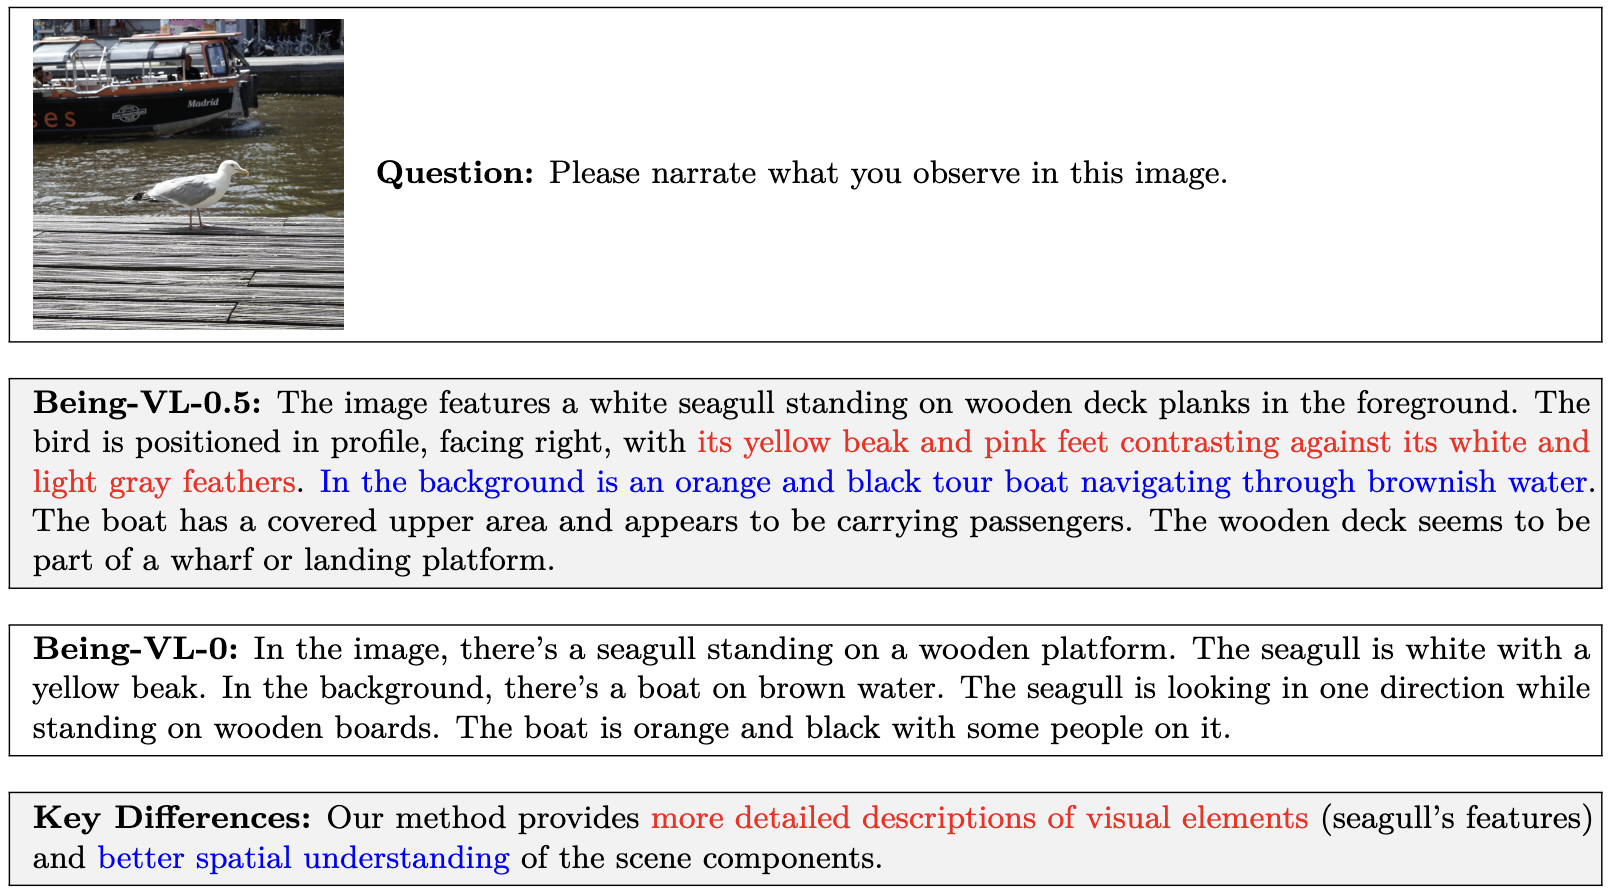 ses
Madrid
Question: Please narrate what you observe in this image.
Being-VL-0.5: The image features a white seagull standing on wooden deck planks in the foreground. The
bird is positioned in profile, facing right, with its yellow beak and pink feet contrasting against its white and
light gray feathers. In the background is an orange and black tour boat navigating through brownish water.
The boat has a covered upper area and appears to be carrying passengers. The wooden deck seems to be
part of a wharf or landing platform.
Being-VL-0: In the image, there's a seagull standing on a wooden platform. The seagull is white with a
yellow beak. In the background, there's a boat on brown water. The seagull is looking in one direction while
standing on wooden boards. The boat is orange and black with some people on it.
Key Differences: Our method provides more detailed descriptions of visual elements (seagull's features)
and better spatial understanding of the scene components.